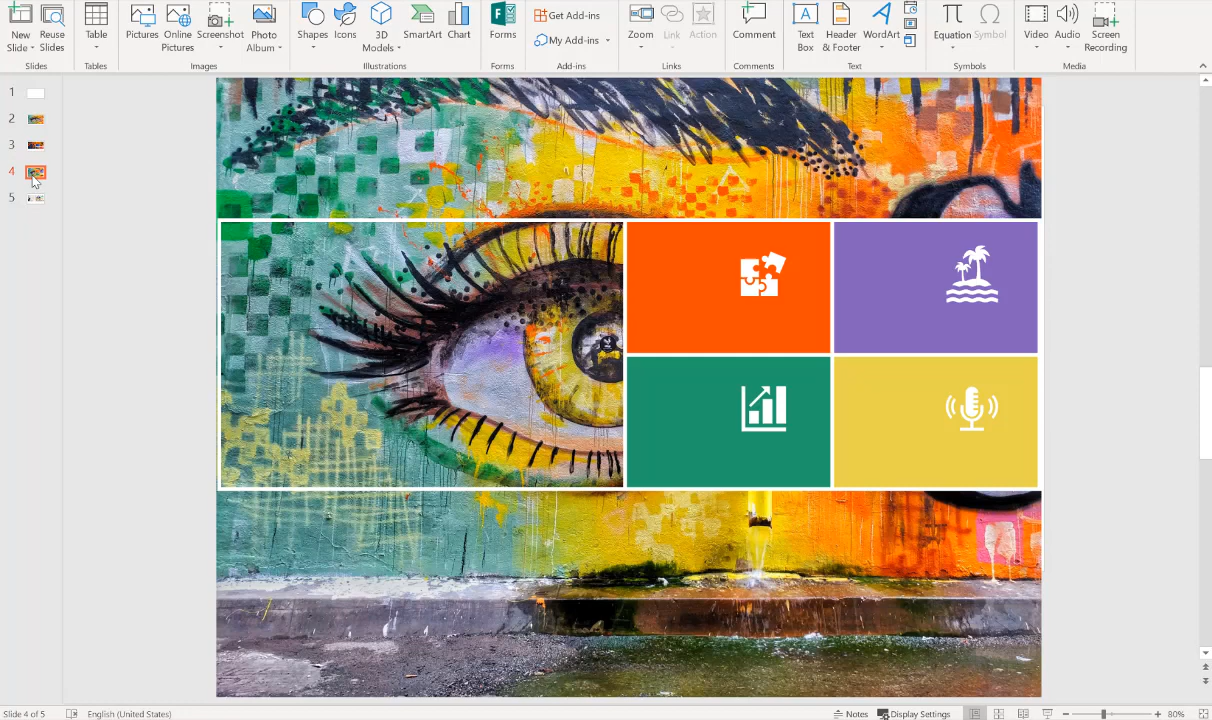 New Slide
Reuse Slides
Table
Pictures
Online Pictures
Screenshot
Photo Album
Shapes
Icons
3D Models
SmartArt
Chart
Forms
Get Add-ins
My Add-ins
Zoom
Link
Action
Comment
Text Box
Header & Footer
WordArt
Equation
Symbol
Video
Audio
Screen Recording
Slides
Tables
Images
Illustrations
Forms
Add-ins
Links
Comments
Text
Symbols
Media
1
2
3
4
5
Slide 4 of 5
English (United States)
Notes
Display Settings
80%